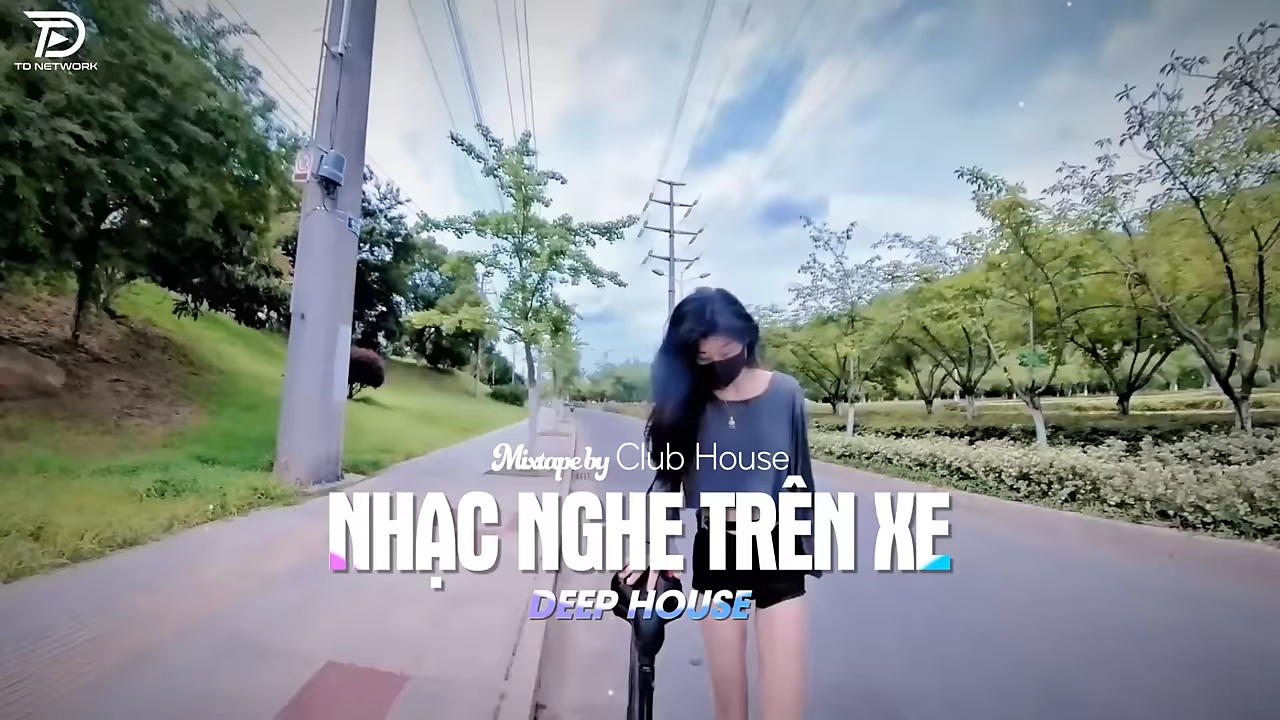 TD NETWORK
Mixtape by Club House
NHẠC NGHE TRÊN XE
DEEP HOUSE